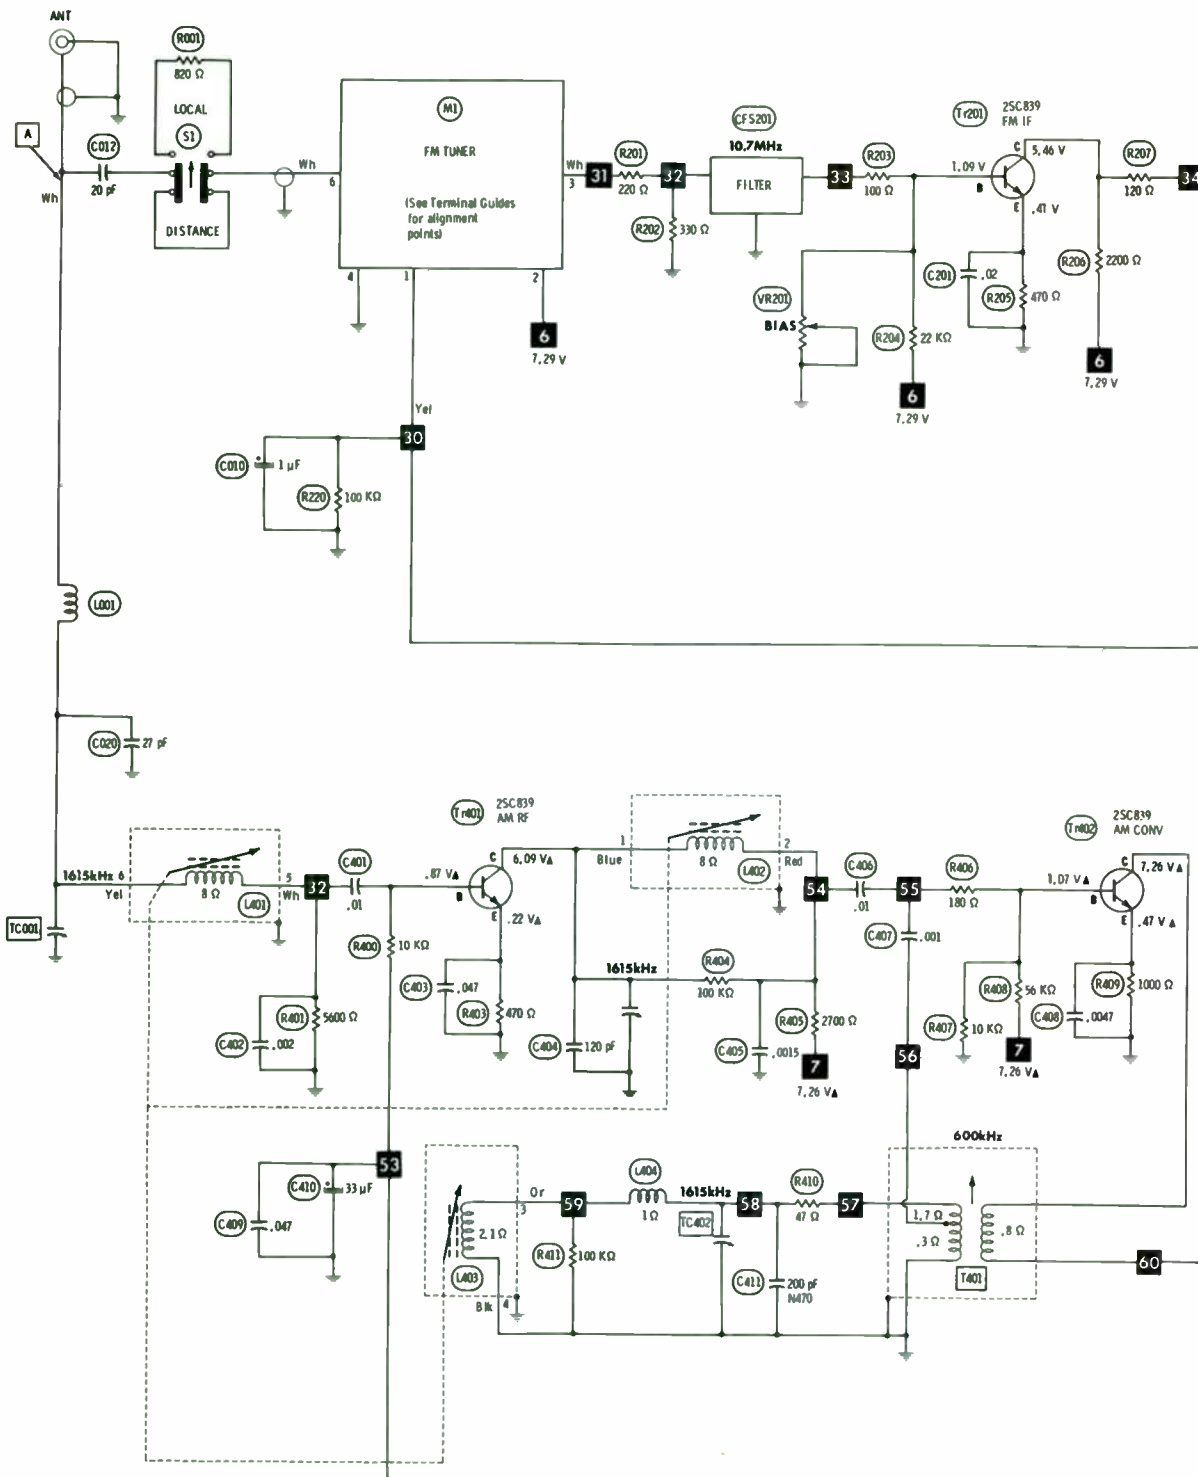 ANT
R001
820 Ω
LOCAL
S1
DISTANCE
A
Wh
C012
20 pF
Wh
6
M1
FM TUNER
(See Terminal Guides
for alignment
points)
4
1
2
6
7.29 V
Wh
3
31
R201
220 Ω
32
R202
330 Ω
CFS201
10.7MHz
FILTER
33
R203
100 Ω
VR201
BIAS
R204
22 KΩ
6
7.29 V
Tr201
2SC839
FM IF
1.09 V
B
C
5.46 V
E
.41 V
C201
.02
R205
470 Ω
R206
2200 Ω
6
7.29 V
R207
120 Ω
34
Yel
30
C010
1 μF
R220
100 KΩ
L001
C020
27 pF
1615kHz
6
Yel
TC001
8 Ω
L401
5
Wh
32
C401
.01
R400
10 KΩ
R401
5600 Ω
C402
.002
Tr401
2SC839
AM RF
.87 V▲
B
C
6.09 V▲
E
.22 V▲
C403
.047
R403
470 Ω
C404
120 pF
1615kHz
1
Blue
8 Ω
L402
2
Red
54
R404
100 KΩ
C405
.0015
R405
2700 Ω
7
7.26 V▲
C406
.01
55
C407
.001
56
R406
180 Ω
Tr402
2SC839
AM CONV
1.07 V▲
B
C
7.26 V▲
E
.47 V▲
R407
10 KΩ
R408
56 KΩ
7
7.26 V▲
C408
.0047
R409
1000 Ω
53
C409
.047
C410
33 μF
2.1 Ω
L403
Or
3
Blk
4
59
R411
100 KΩ
L404
1 Ω
1615kHz
TC402
58
C411
200 pF
N470
R410
47 Ω
57
600kHz
1.7 Ω
.3 Ω
.8 Ω
T401
60